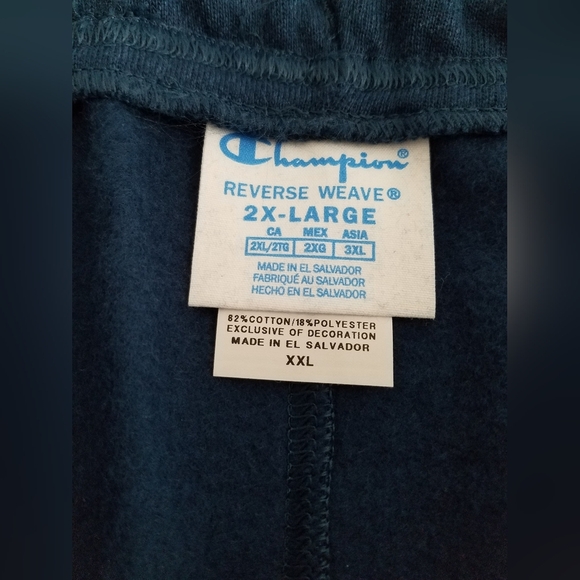 Champion®
REVERSE WEAVE®
2X-LARGE
CA MEX ASIA
2XL/2TG 2XG 3XL
MADE IN EL SALVADOR
FABRIQUÉ AU SALVADOR
HECHO EN EL SALVADOR
82%COTTON/18%POLYESTER
EXCLUSIVE OF DECORATION
MADE IN EL SALVADOR
XXL